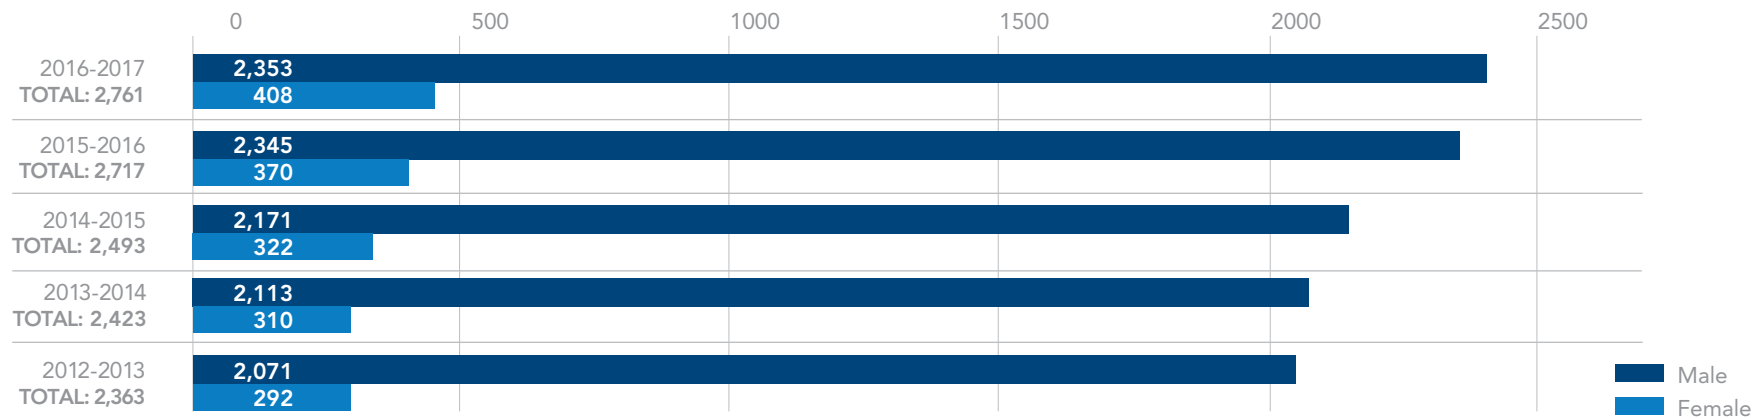 0 500 1000 1500 2000 2500
2016-2017 2,353
TOTAL: 2,761 408
2015-2016 2,345
TOTAL: 2,717 370
2014-2015 2,171
TOTAL: 2,493 322
2013-2014 2,113
TOTAL: 2,423 310
2012-2013 2,071
TOTAL: 2,363 292
Male
Female